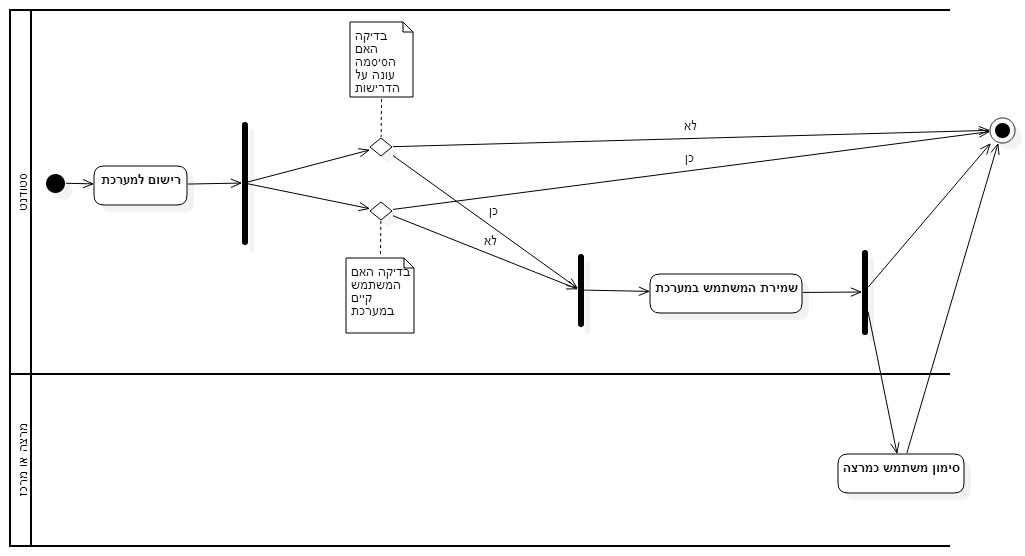 בדיקה
האם
הסיסמה
עונה על
הדרישות
לא
כן
רישום למערכת
סטודנט
כן
לא
בדיקה האם
המשתמש
קיים
במערכת
שמירת המשתמש במערכת
מרצה או מרכז
סימון משתמש כמרצה